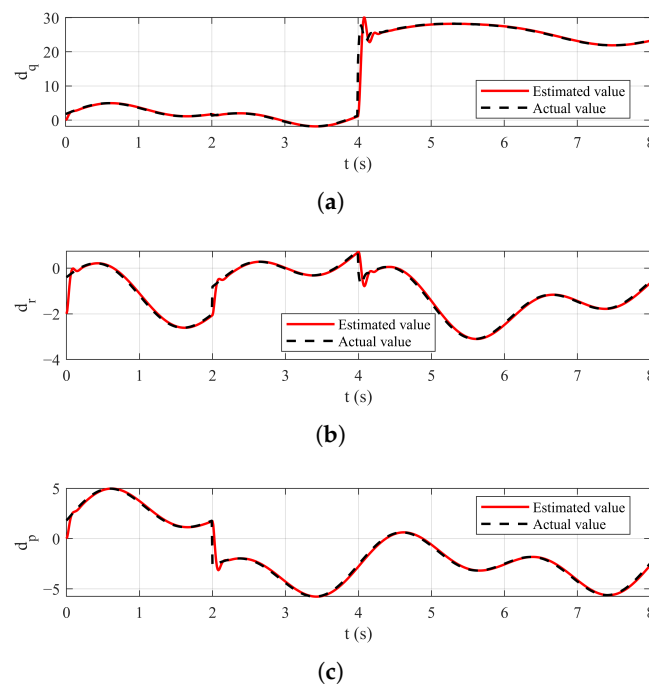 30
20
10
0
d_q
Estimated value
Actual value
0 1 2 3 4 5 6 7 8
t (s)
(a)
0
−2
−4
d_r
Estimated value
Actual value
0 1 2 3 4 5 6 7 8
t (s)
(b)
5
0
−5
d_p
Estimated value
Actual value
0 1 2 3 4 5 6 7 8
t (s)
(c)